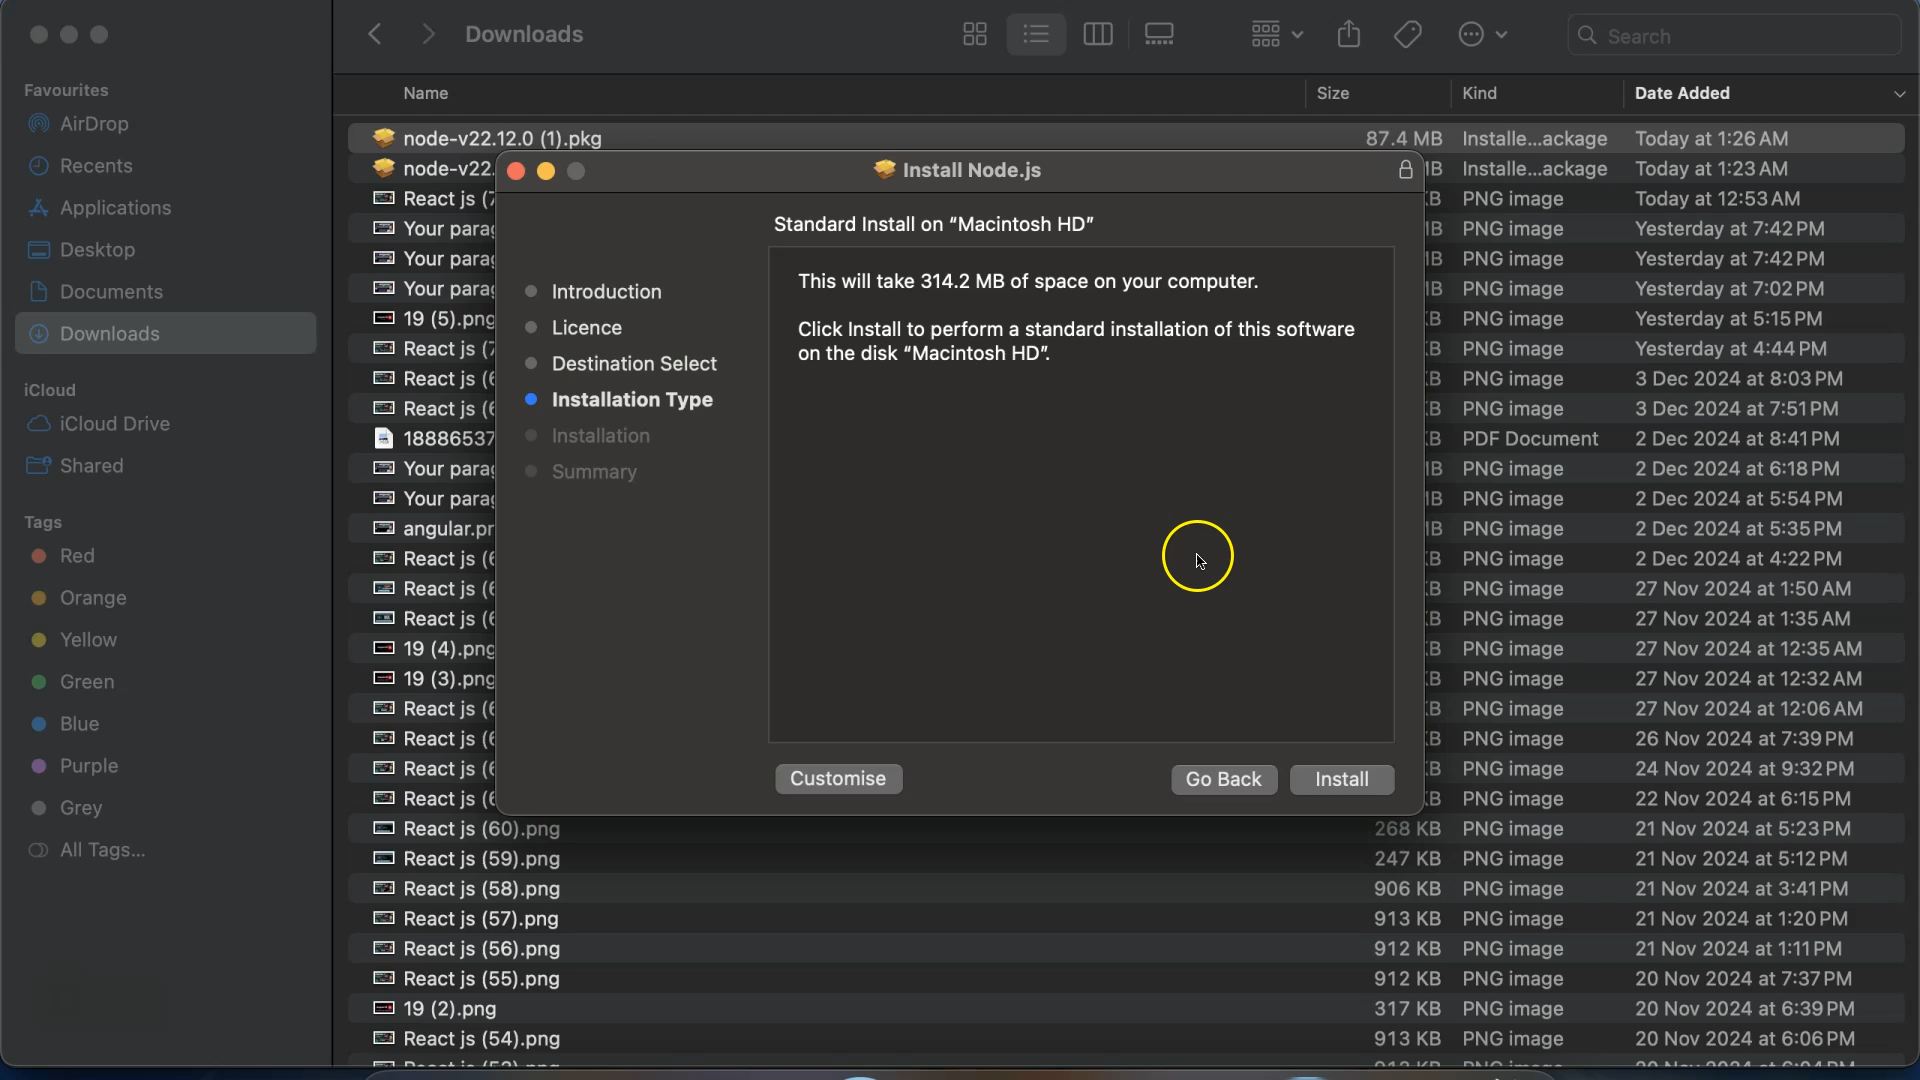 Downloads
Search
Favourites
AirDrop
Recents
Applications
Desktop
Documents
Downloads
iCloud
iCloud Drive
Shared
Tags
Red
Orange
Yellow
Green
Blue
Purple
Grey
All Tags...
Name Size Kind Date Added
node-v22.12.0 (1).pkg 87.4 MB Installe...ackage Today at 1:26 AM
node-v22. Installe...ackage Today at 1:23 AM
React js (7 PNG image Today at 12:53 AM
Your parag PNG image Yesterday at 7:42 PM
Your parag PNG image Yesterday at 7:42 PM
Your parag PNG image Yesterday at 7:02 PM
19 (5).png PNG image Yesterday at 5:15 PM
React js (7 PNG image Yesterday at 4:44 PM
React js (6 PNG image 3 Dec 2024 at 8:03 PM
React js (6 PNG image 3 Dec 2024 at 7:51 PM
18886537 PDF Document 2 Dec 2024 at 8:41 PM
Your parag PNG image 2 Dec 2024 at 6:18 PM
Your parag PNG image 2 Dec 2024 at 5:54 PM
angular.pr PNG image 2 Dec 2024 at 5:35 PM
React js (6 PNG image 2 Dec 2024 at 4:22 PM
React js (6 PNG image 27 Nov 2024 at 1:50 AM
React js (6 PNG image 27 Nov 2024 at 1:35 AM
19 (4).png PNG image 27 Nov 2024 at 12:35 AM
19 (3).png PNG image 27 Nov 2024 at 12:32 AM
React js (6 PNG image 27 Nov 2024 at 12:06 AM
React js (6 PNG image 26 Nov 2024 at 7:39 PM
React js (6 PNG image 24 Nov 2024 at 9:32 PM
React js (6 PNG image 22 Nov 2024 at 6:15 PM
React js (60).png 268 KB PNG image 21 Nov 2024 at 5:23 PM
React js (59).png 247 KB PNG image 21 Nov 2024 at 5:12 PM
React js (58).png 906 KB PNG image 21 Nov 2024 at 3:41 PM
React js (57).png 913 KB PNG image 21 Nov 2024 at 1:20 PM
React js (56).png 912 KB PNG image 21 Nov 2024 at 1:11 PM
React js (55).png 912 KB PNG image 20 Nov 2024 at 7:37 PM
19 (2).png 317 KB PNG image 20 Nov 2024 at 6:39 PM
React js (54).png 913 KB PNG image 20 Nov 2024 at 6:06 PM
Install Node.js
Standard Install on “Macintosh HD”
Introduction
Licence
Destination Select
Installation Type
Installation
Summary
This will take 314.2 MB of space on your computer.
Click Install to perform a standard installation of this software
on the disk “Macintosh HD”.
Customise Go Back Install